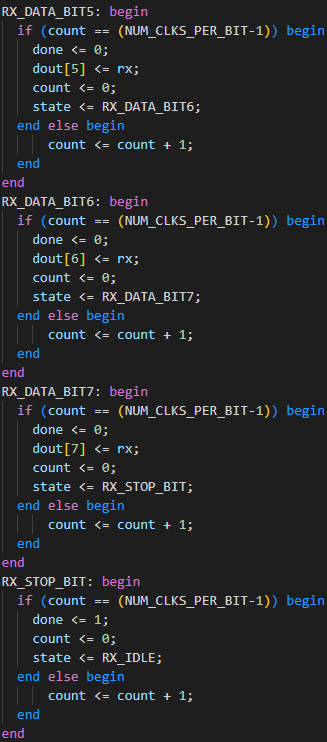 RX_DATA_BIT5: begin
  if (count == (NUM_CLKS_PER_BIT-1)) begin
    done <= 0;
    dout[5] <= rx;
    count <= 0;
    state <= RX_DATA_BIT6;
  end else begin
      count <= count + 1;
  end
end
RX_DATA_BIT6: begin
  if (count == (NUM_CLKS_PER_BIT-1)) begin
    done <= 0;
    dout[6] <= rx;
    count <= 0;
    state <= RX_DATA_BIT7;
  end else begin
      count <= count + 1;
  end
end
RX_DATA_BIT7: begin
  if (count == (NUM_CLKS_PER_BIT-1)) begin
    done <= 0;
    dout[7] <= rx;
    count <= 0;
    state <= RX_STOP_BIT;
  end else begin
      count <= count + 1;
  end
end
RX_STOP_BIT: begin
  if (count == (NUM_CLKS_PER_BIT-1)) begin
    done <= 1;
    count <= 0;
    state <= RX_IDLE;
  end else begin
      count <= count + 1;
  end
end